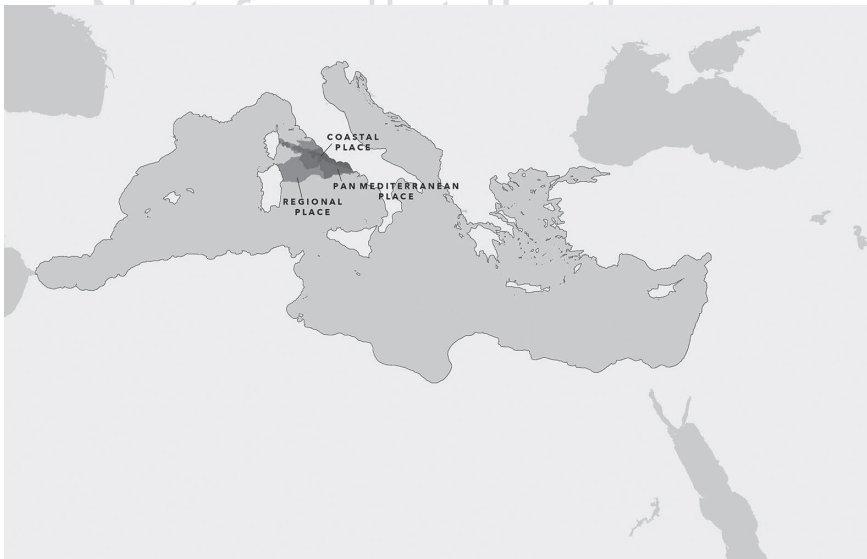 COASTAL
PLACE
PAN MEDITERRANEAN
PLACE
REGIONAL
PLACE